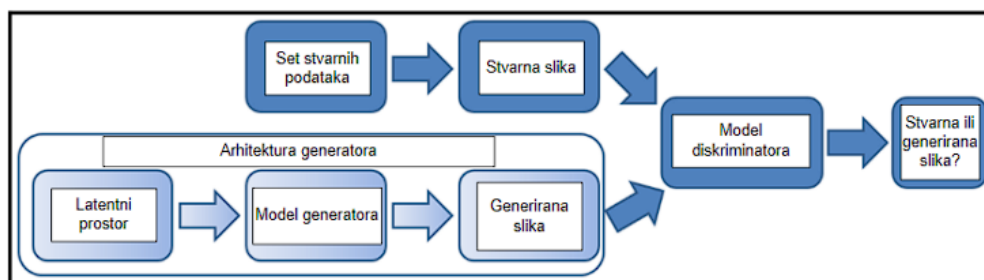 Set stvarnih
podataka
Stvarna slika
Arhitektura generatora
Latentni
prostor
Model generatora
Generirana
slika
Model
diskriminatora
Stvarna ili
generirana
slika?